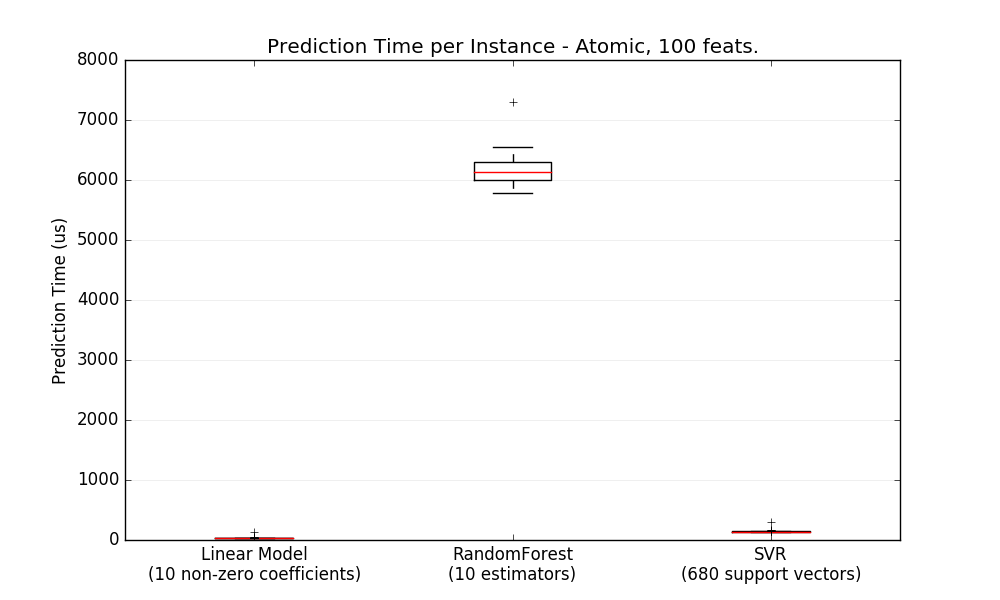 Prediction Time per Instance - Atomic, 100 feats.
8000
7000
6000
5000
4000
3000
2000
1000
0
Prediction Time (us)
Linear Model
(10 non-zero coefficients)
RandomForest
(10 estimators)
SVR
(680 support vectors)